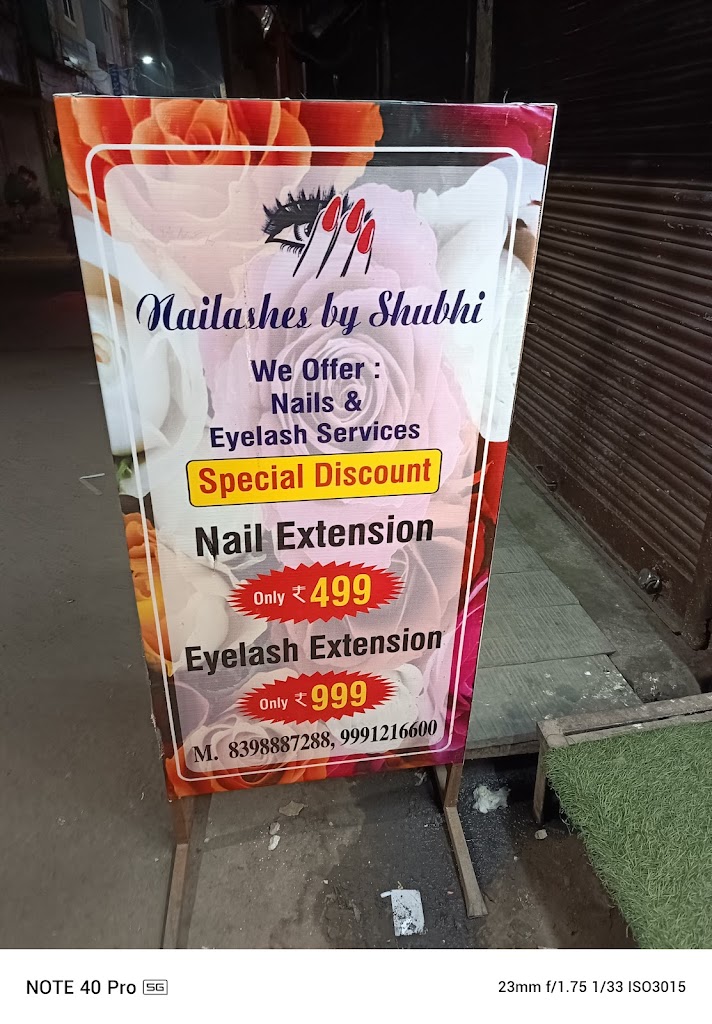 Nailashes by Shubhi
We Offer :
Nails &
Eyelash Services
Special Discount
Nail Extension
Only ₹ 499
Eyelash Extension
Only ₹ 999
M. 8398887288, 9991216600
NOTE 40 Pro 5G
23mm f/1.75 1/33 ISO3015